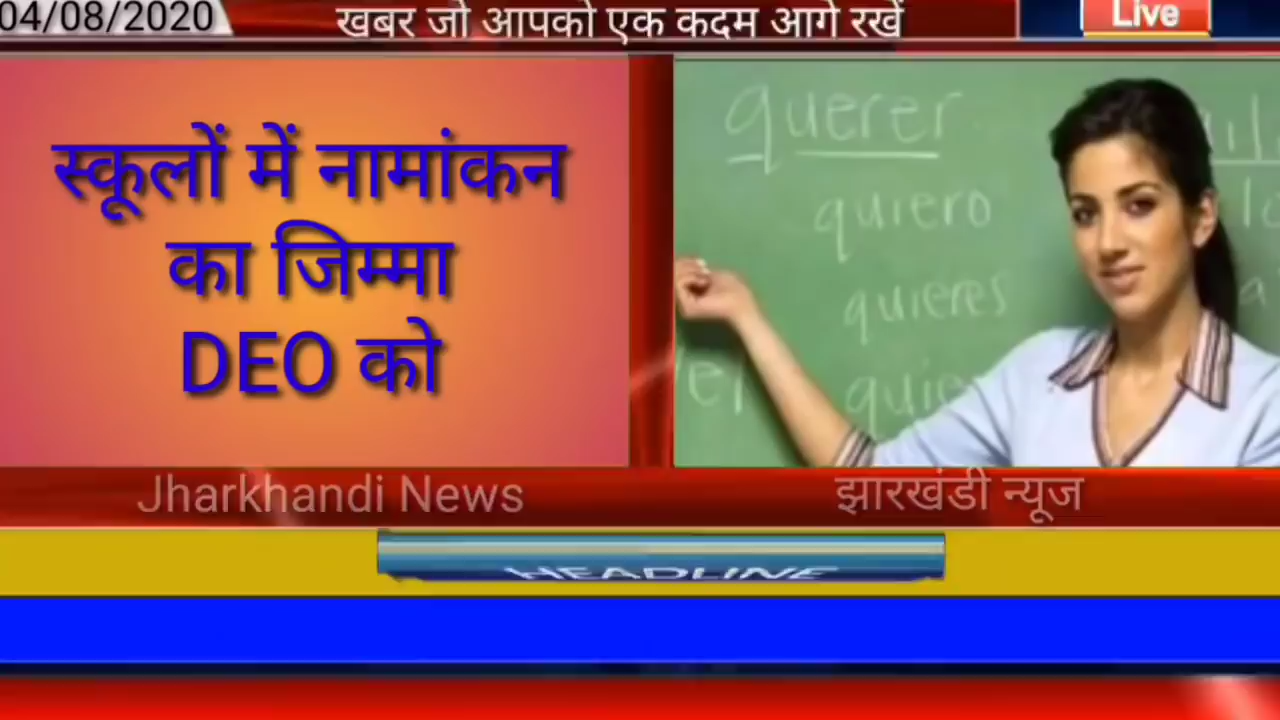 04/08/2020
खबर जो आपको एक कदम आगे रखें
Live
स्कूलों में नामांकन
का जिम्मा
DEO को
querer
quiero
quieres
Jharkhandi News
झारखंडी न्यूज
HEADLINE